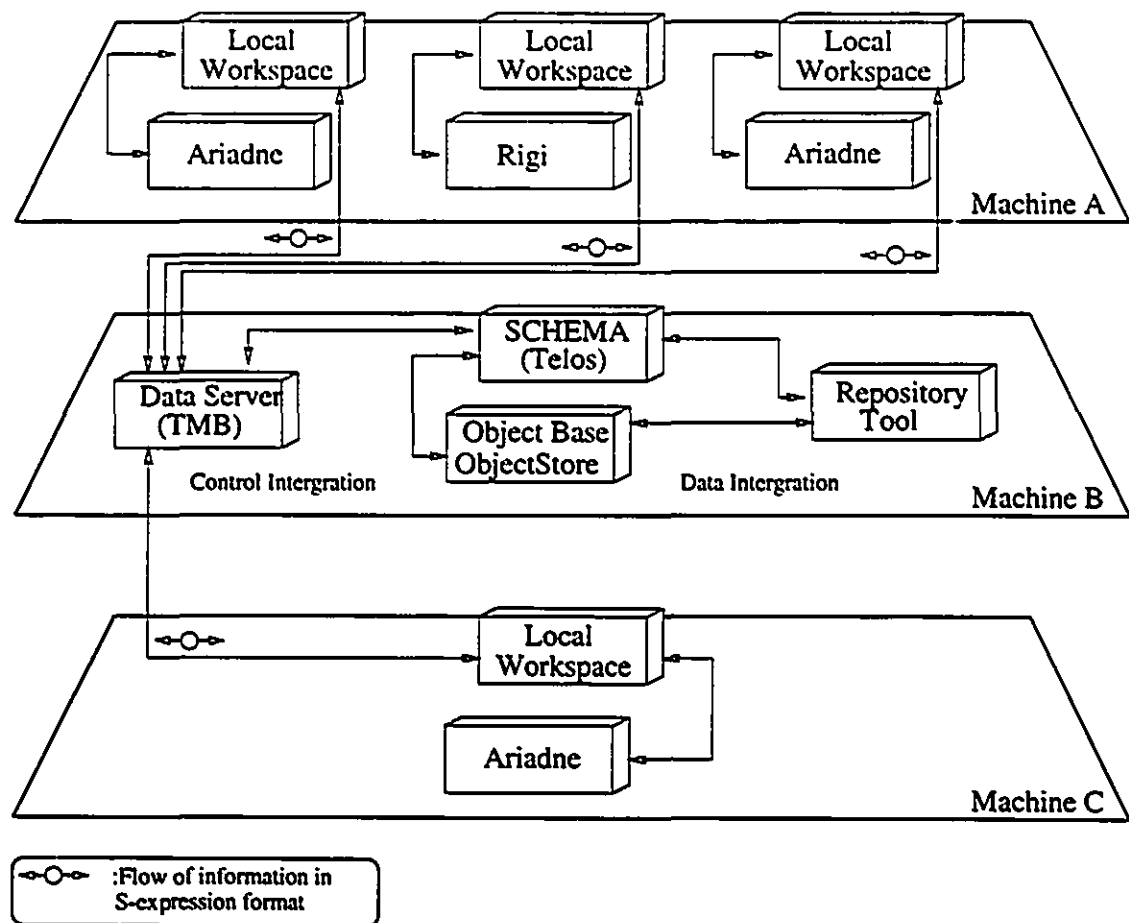 Local
Workspace
Local
Workspace
Local
Workspace
Ariadne
Rigi
Ariadne
Machine A
SCHEMA
(Telos)
Data Server
(TMB)
Repository
Tool
Object Base
ObjectStore
Control Intergration
Data Intergration
Machine B
Local
Workspace
Ariadne
Machine C
:Flow of information in
S-expression format